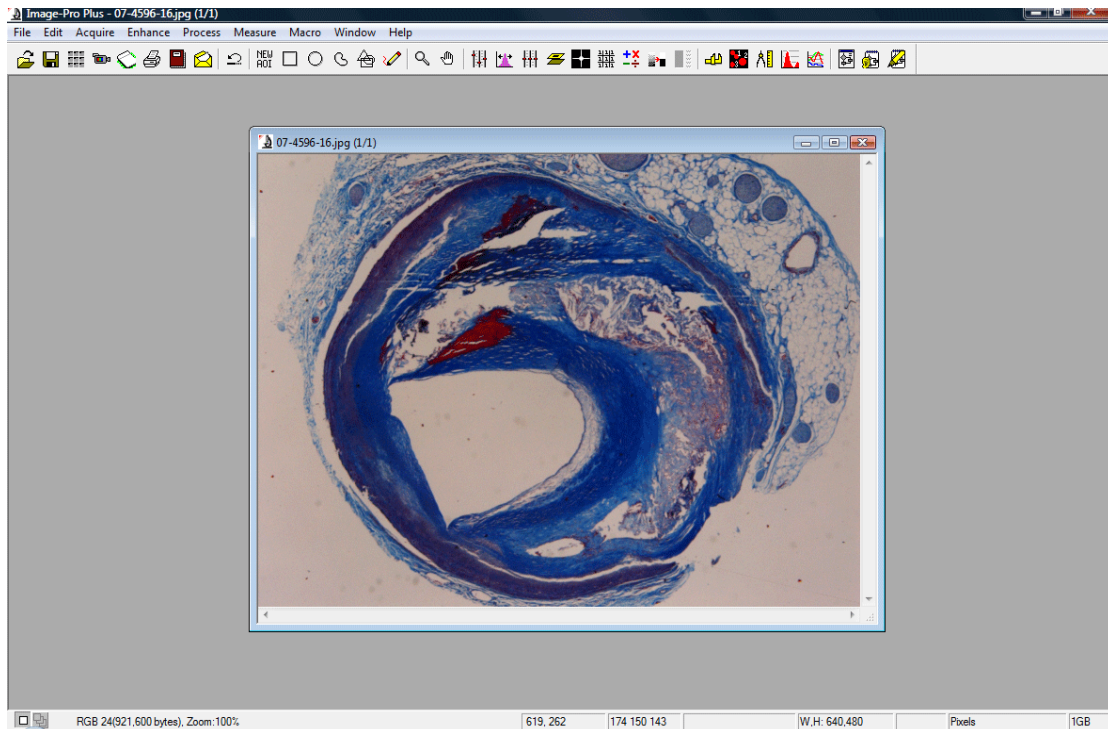 Image-Pro Plus - 07-4596-16.jpg (1/1)
File Edit Acquire Enhance Process Measure Macro Window Help
NEW
AOI
07-4596-16.jpg (1/1)
RGB 24(921,600 bytes), Zoom:100% 619, 262 174 150 143 W,H: 640,480 Pixels 1GB